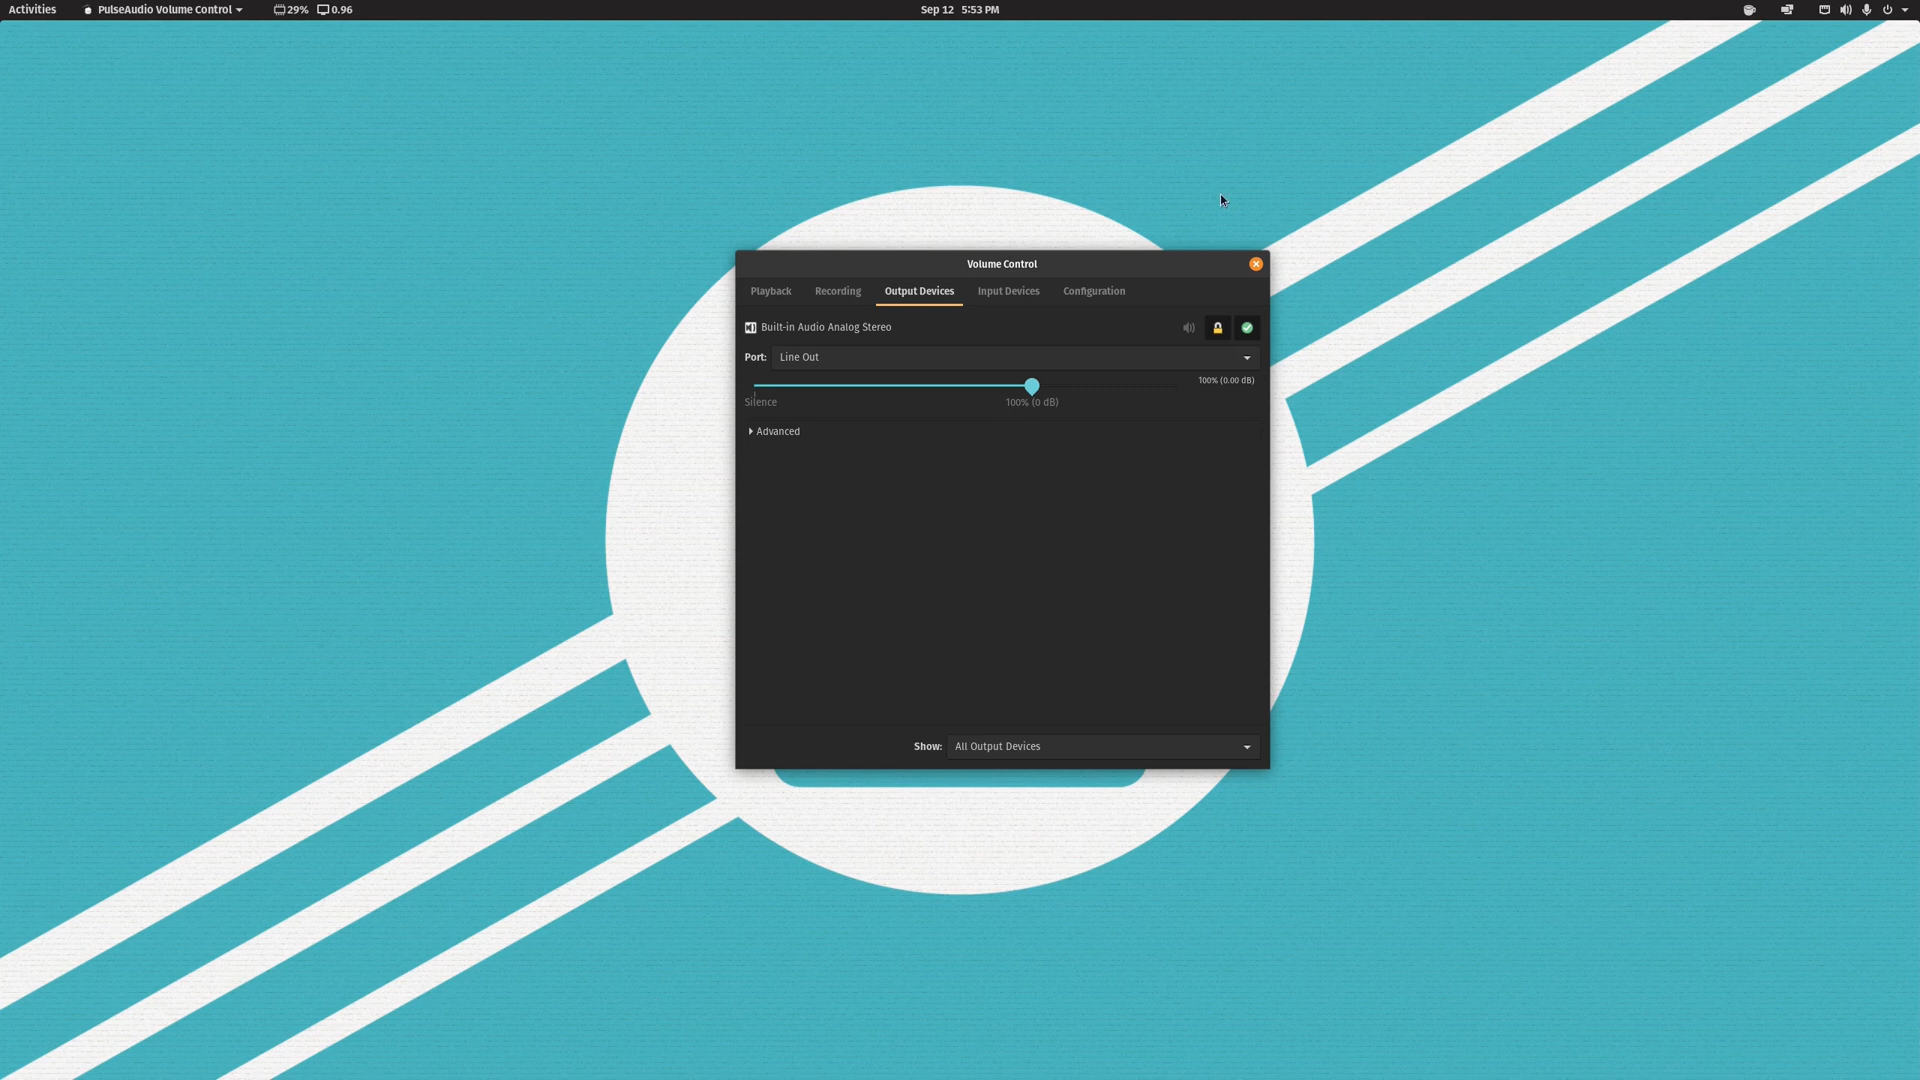 Activities PulseAudio Volume Control 29% 0.96 Sep 12 5:53 PM
Volume Control
Playback Recording Output Devices Input Devices Configuration
Built-in Audio Analog Stereo
Port: Line Out
100% (0.00 dB)
Silence 100% (0 dB)
Advanced
Show: All Output Devices